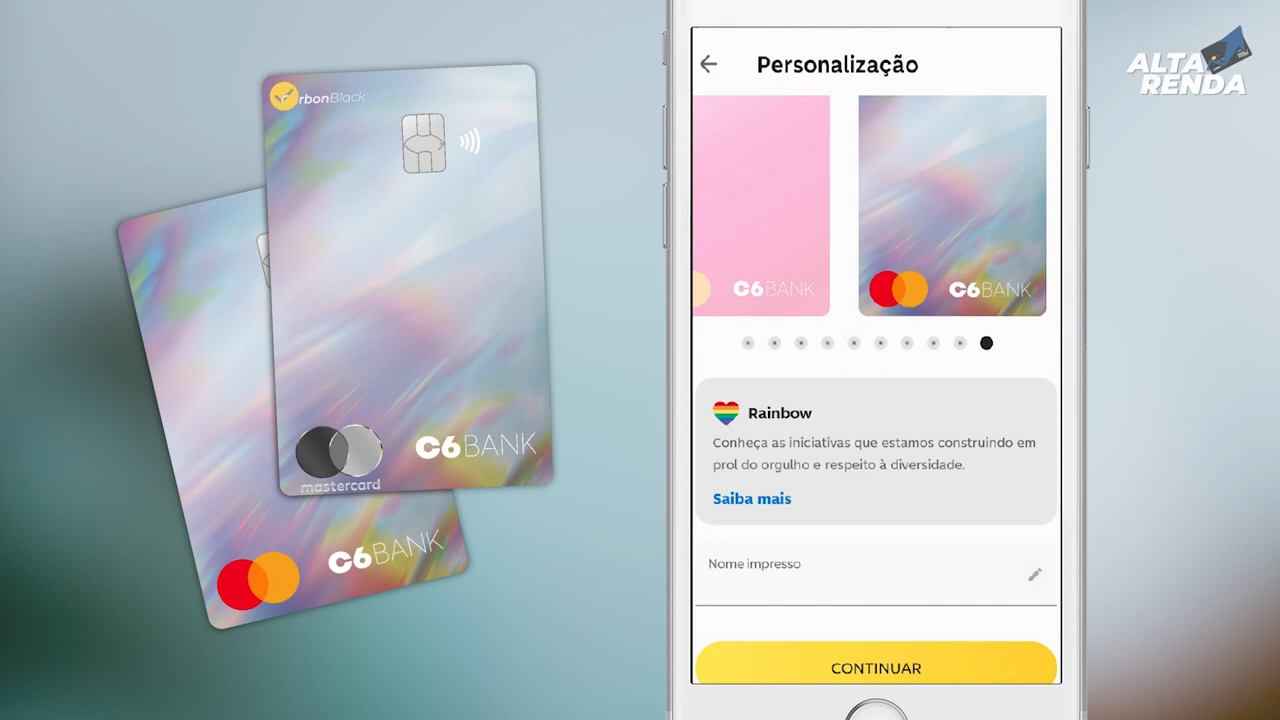 rbonBlack
C6BANK
mastercard
C6BANK
Personalização
C6BANK
C6BANK
Rainbow
Conheça as iniciativas que estamos construindo em
prol do orgulho e respeito à diversidade.
Saiba mais
Nome impresso
CONTINUAR
ALTA
RENDA